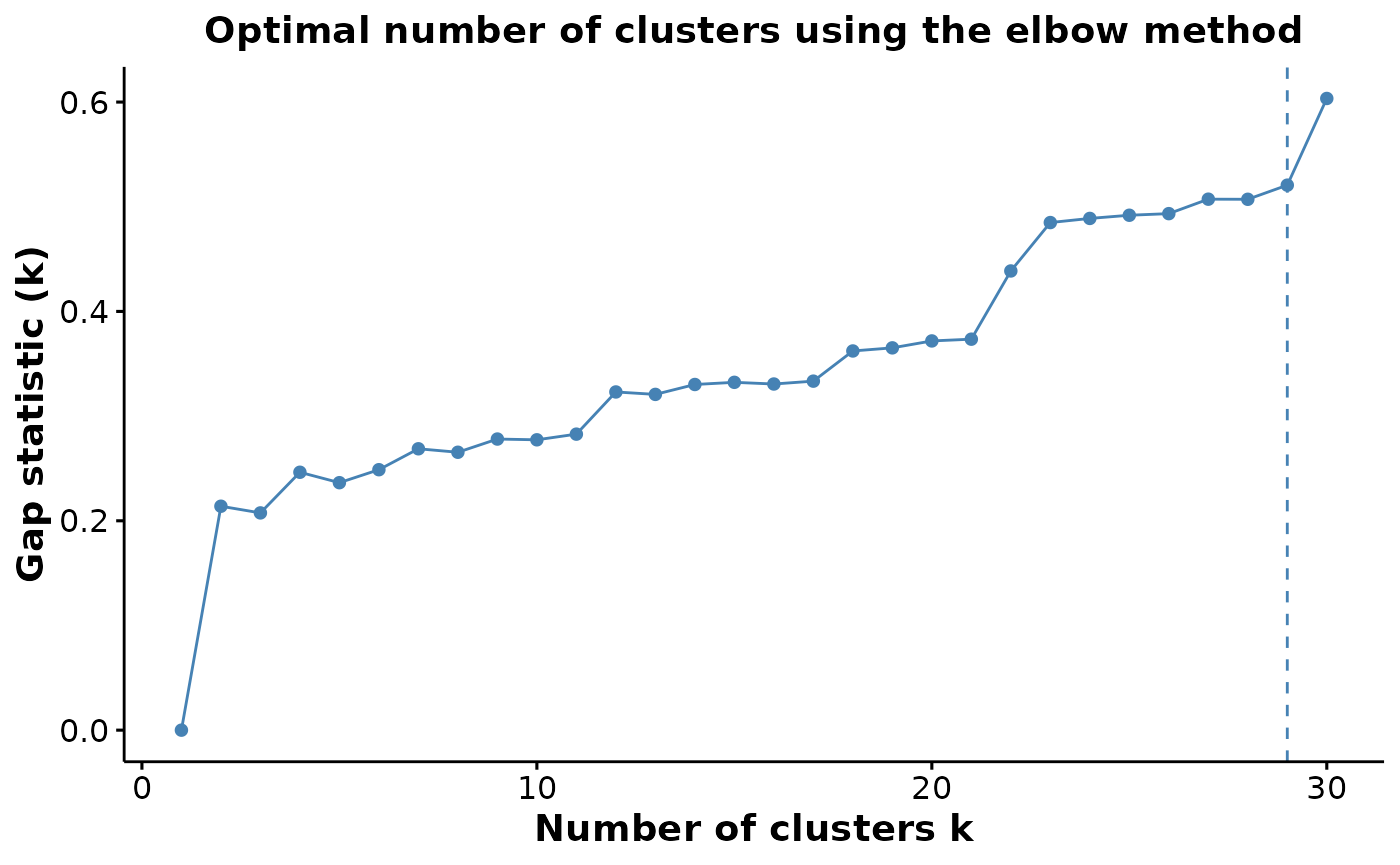 Optimal number of clusters using the elbow method
Gap statistic (k)
0.6
0.4
0.2
0.0
0 10 20 30
Number of clusters k